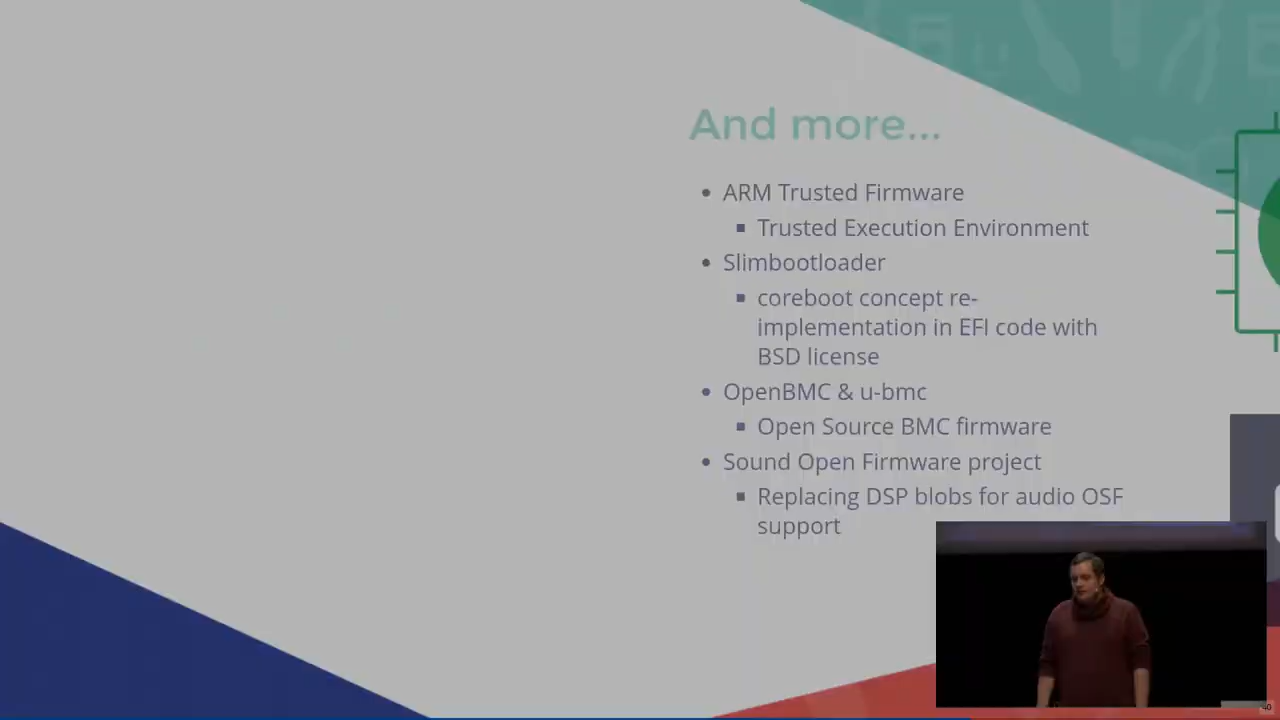 And more...
ARM Trusted Firmware
Trusted Execution Environment
Slimbootloader
coreboot concept re-
implementation in EFI code with
BSD license
OpenBMC & u-bmc
Open Source BMC firmware
Sound Open Firmware project
Replacing DSP blobs for audio OSF
support
40